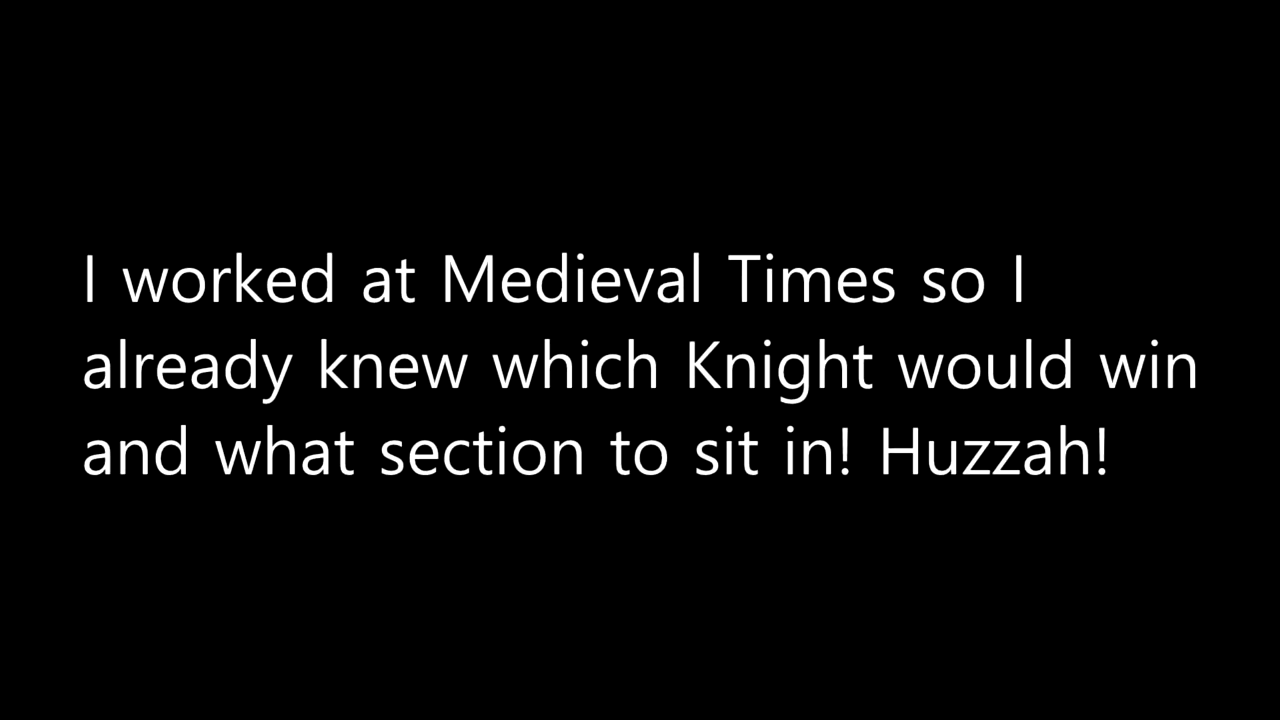 I worked at Medieval Times so I
already knew which Knight would win
and what section to sit in! Huzzah!